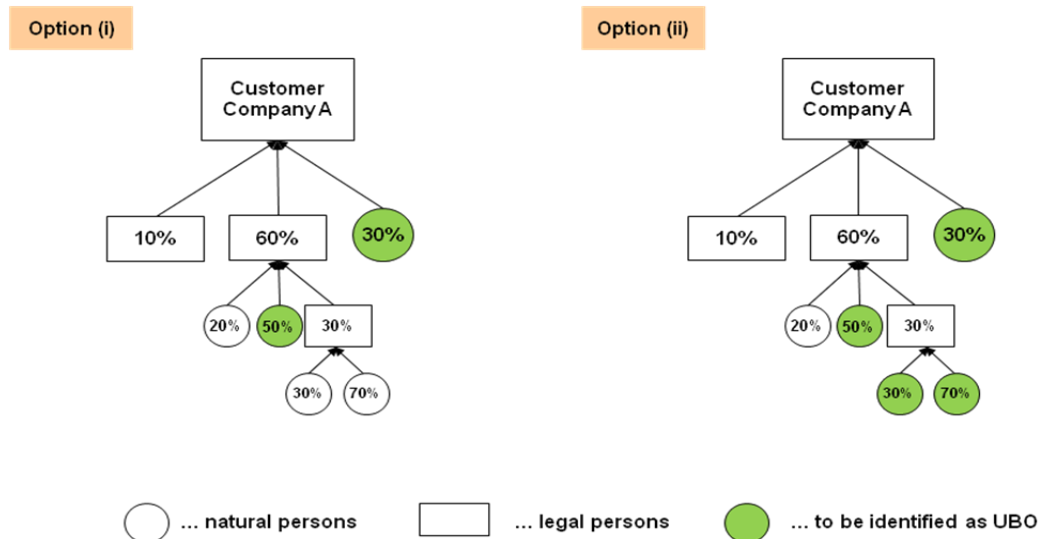 Option (i)
Option (ii)
Customer
Company A
Customer
Company A
10%
60%
30%
10%
60%
30%
20%
50%
30%
20%
50%
30%
30%
70%
30%
70%
... natural persons
... legal persons
... to be identified as UBO